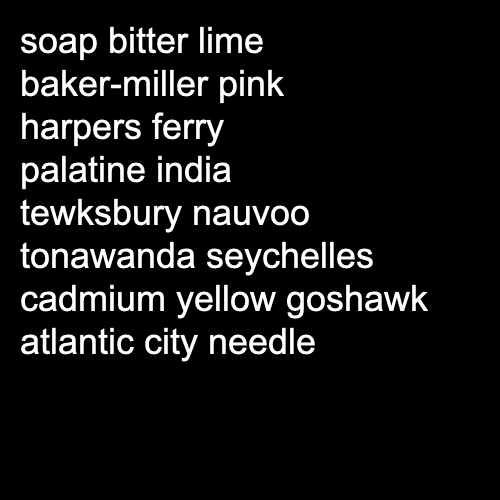 soap bitter lime
baker-miller pink
harpers ferry
palatine india
tewksbury nauvoo
tonawanda seychelles
cadmium yellow goshawk
atlantic city needle